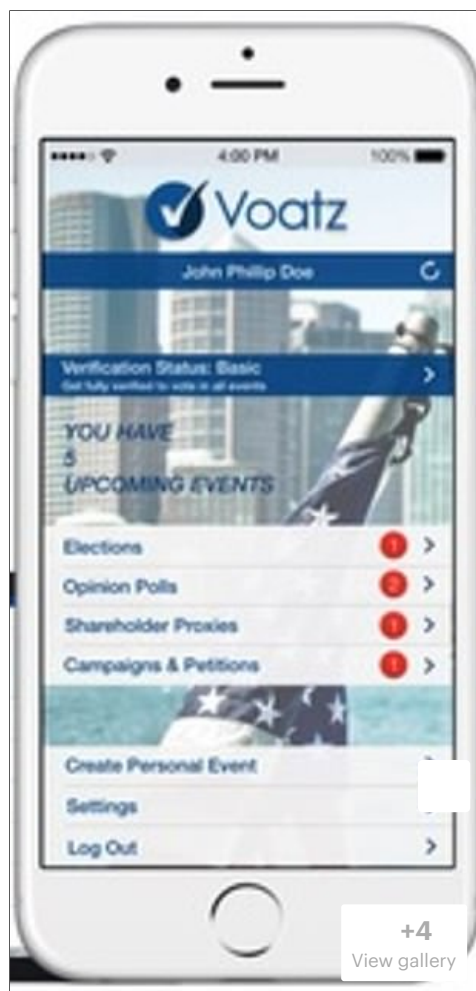 4:00 PM 100%
Voatz
John Phillip Doe
Verification Status: Basic
Get fully verified to vote in all events
YOU HAVE
5
UPCOMING EVENTS
Elections 1
Opinion Polls 2
Shareholder Proxies 1
Campaigns & Petitions 1
Create Personal Event
Settings
Log Out
+4
View gallery